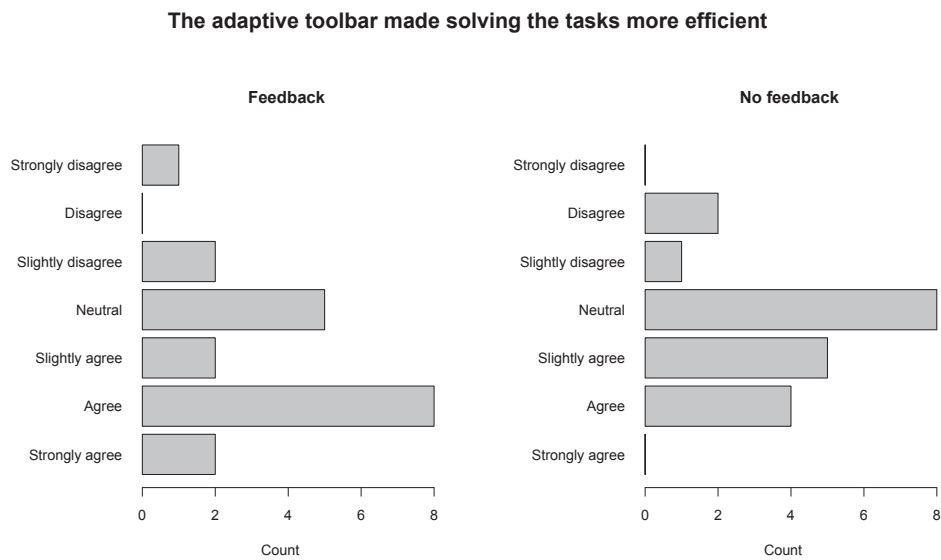 The adaptive toolbar made solving the tasks more efficient
Feedback
Strongly disagree
Disagree
Slightly disagree
Neutral
Slightly agree
Agree
Strongly agree
0 2 4 6 8
Count
No feedback
Strongly disagree
Disagree
Slightly disagree
Neutral
Slightly agree
Agree
Strongly agree
0 2 4 6 8
Count